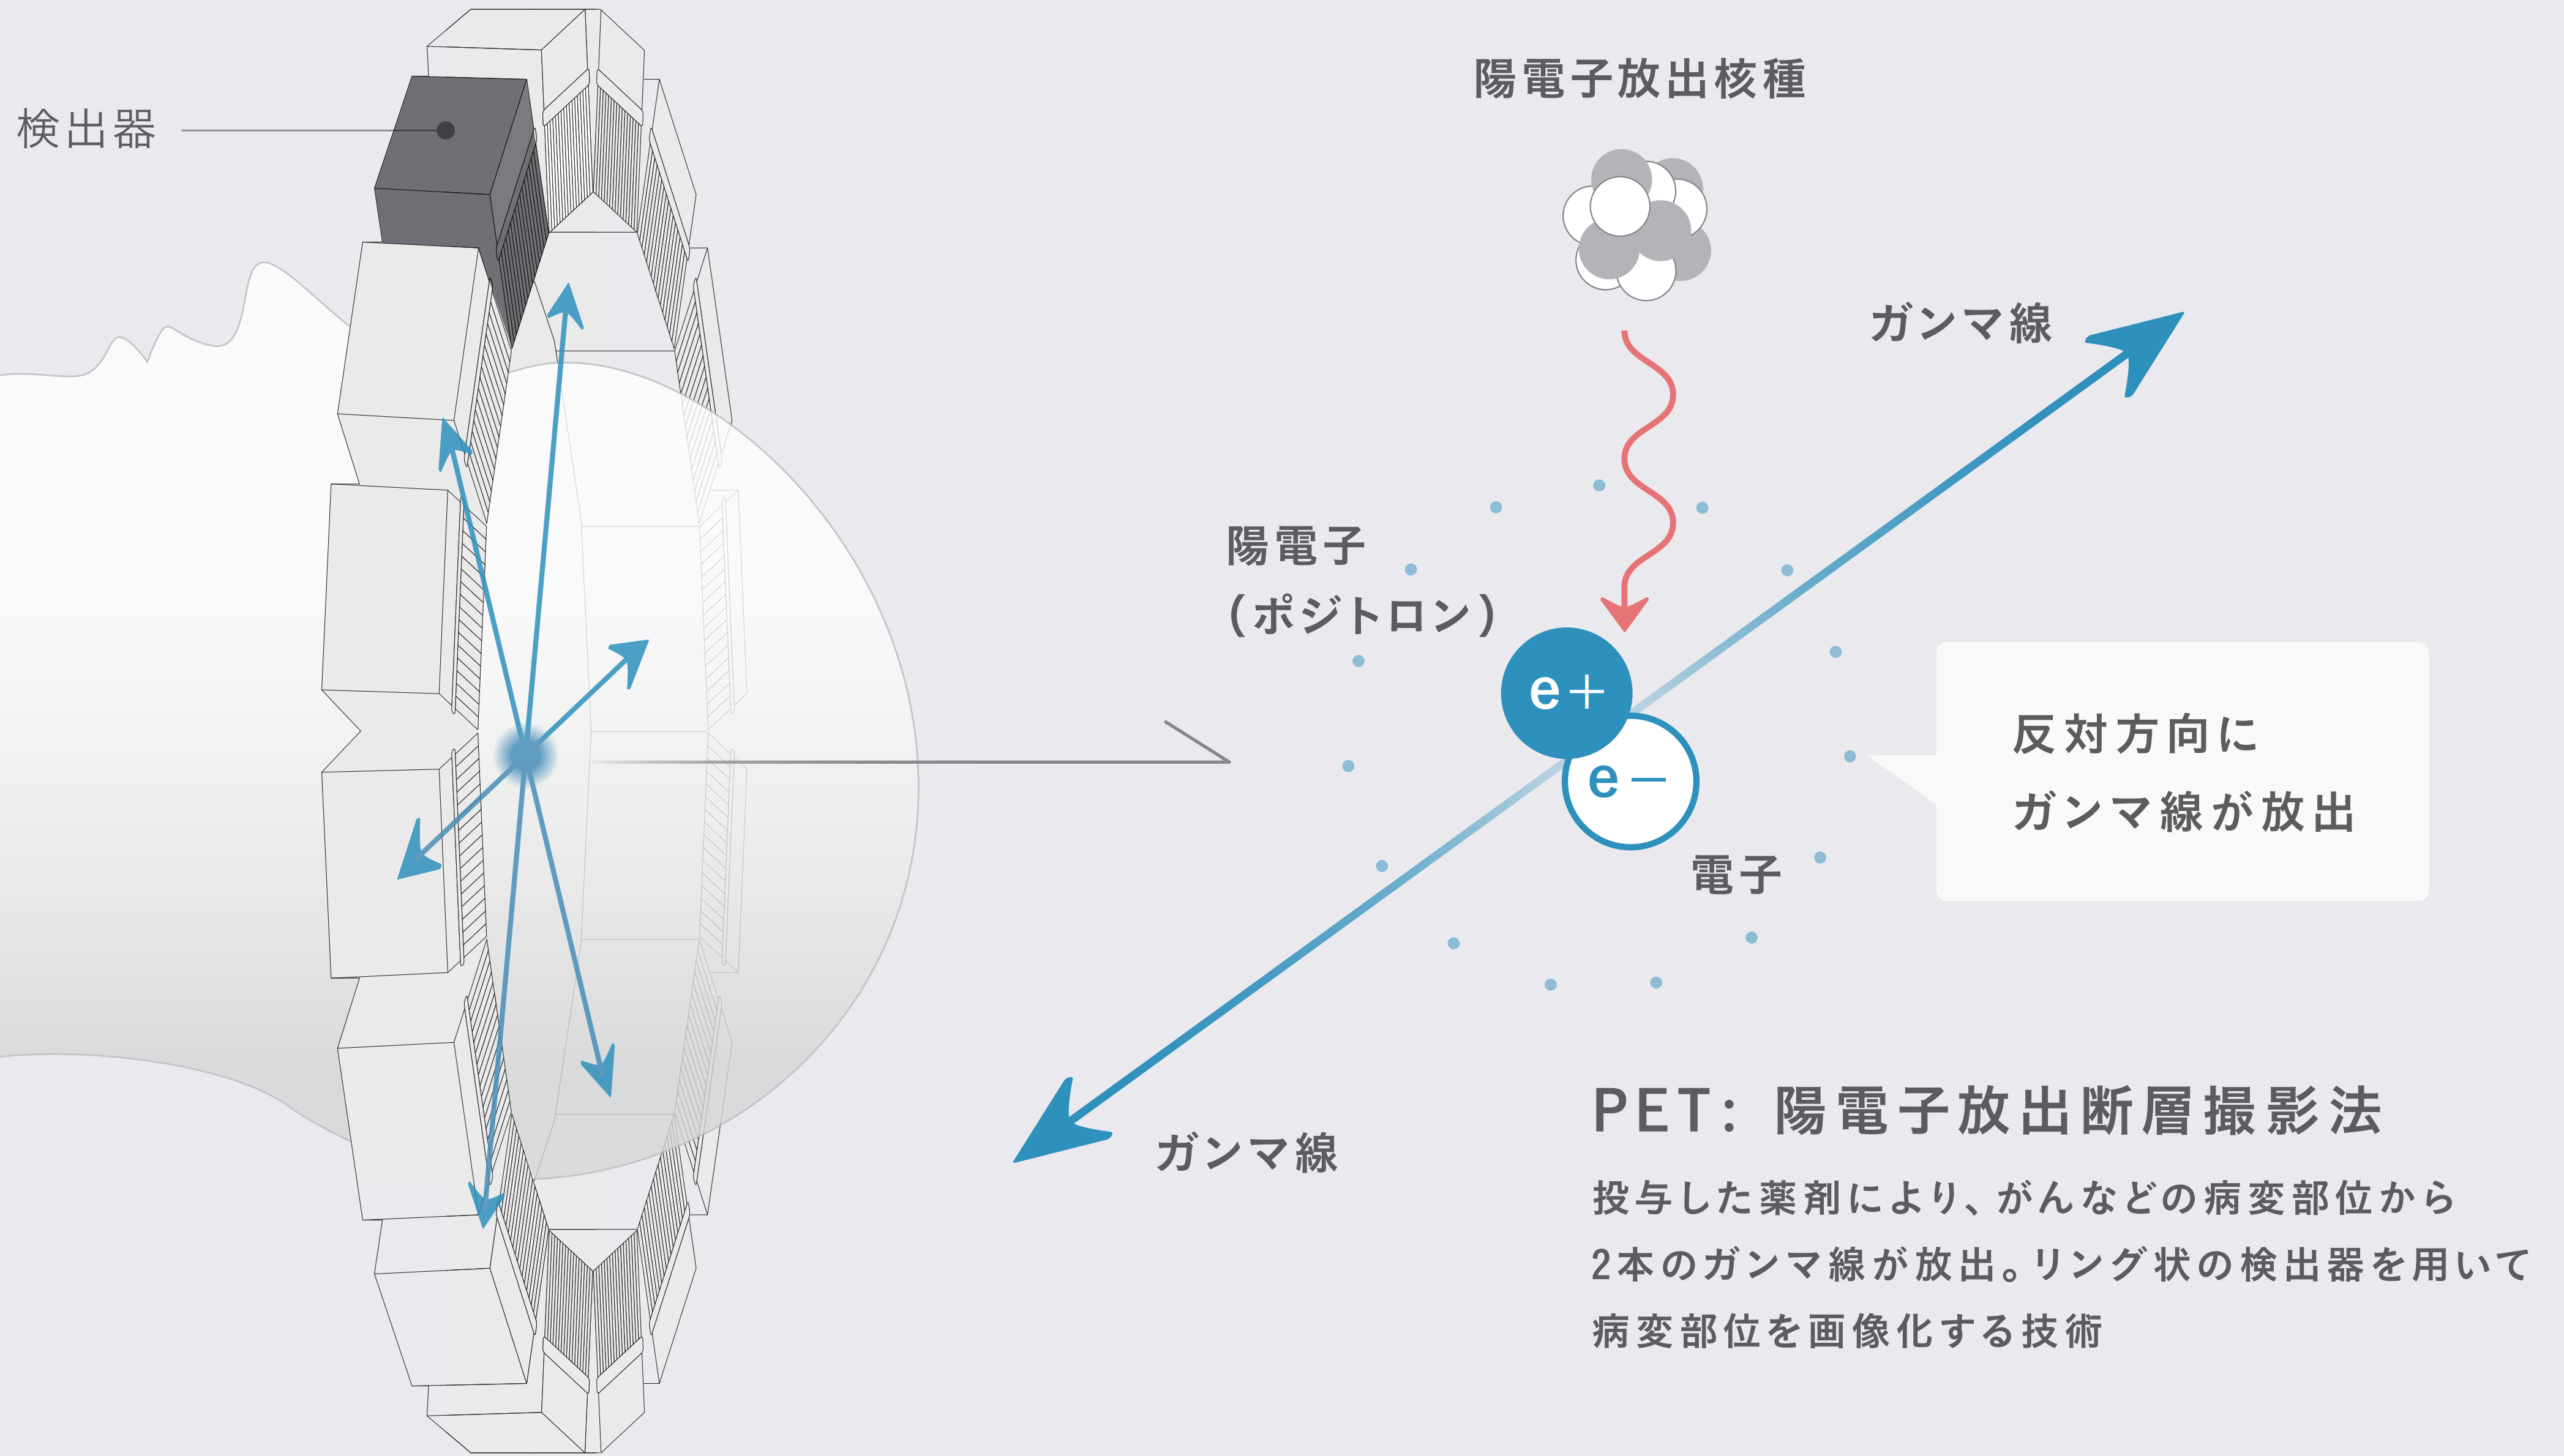 検出器
陽電子放出核種
ガンマ線
陽電子
（ポジトロン）
e+
e−
電子
反対方向に
ガンマ線が放出
ガンマ線
PET: 陽電子放出断層撮影法
投与した薬剤により、がんなどの病変部位から
2本のガンマ線が放出。リング状の検出器を用いて
病変部位を画像化する技術